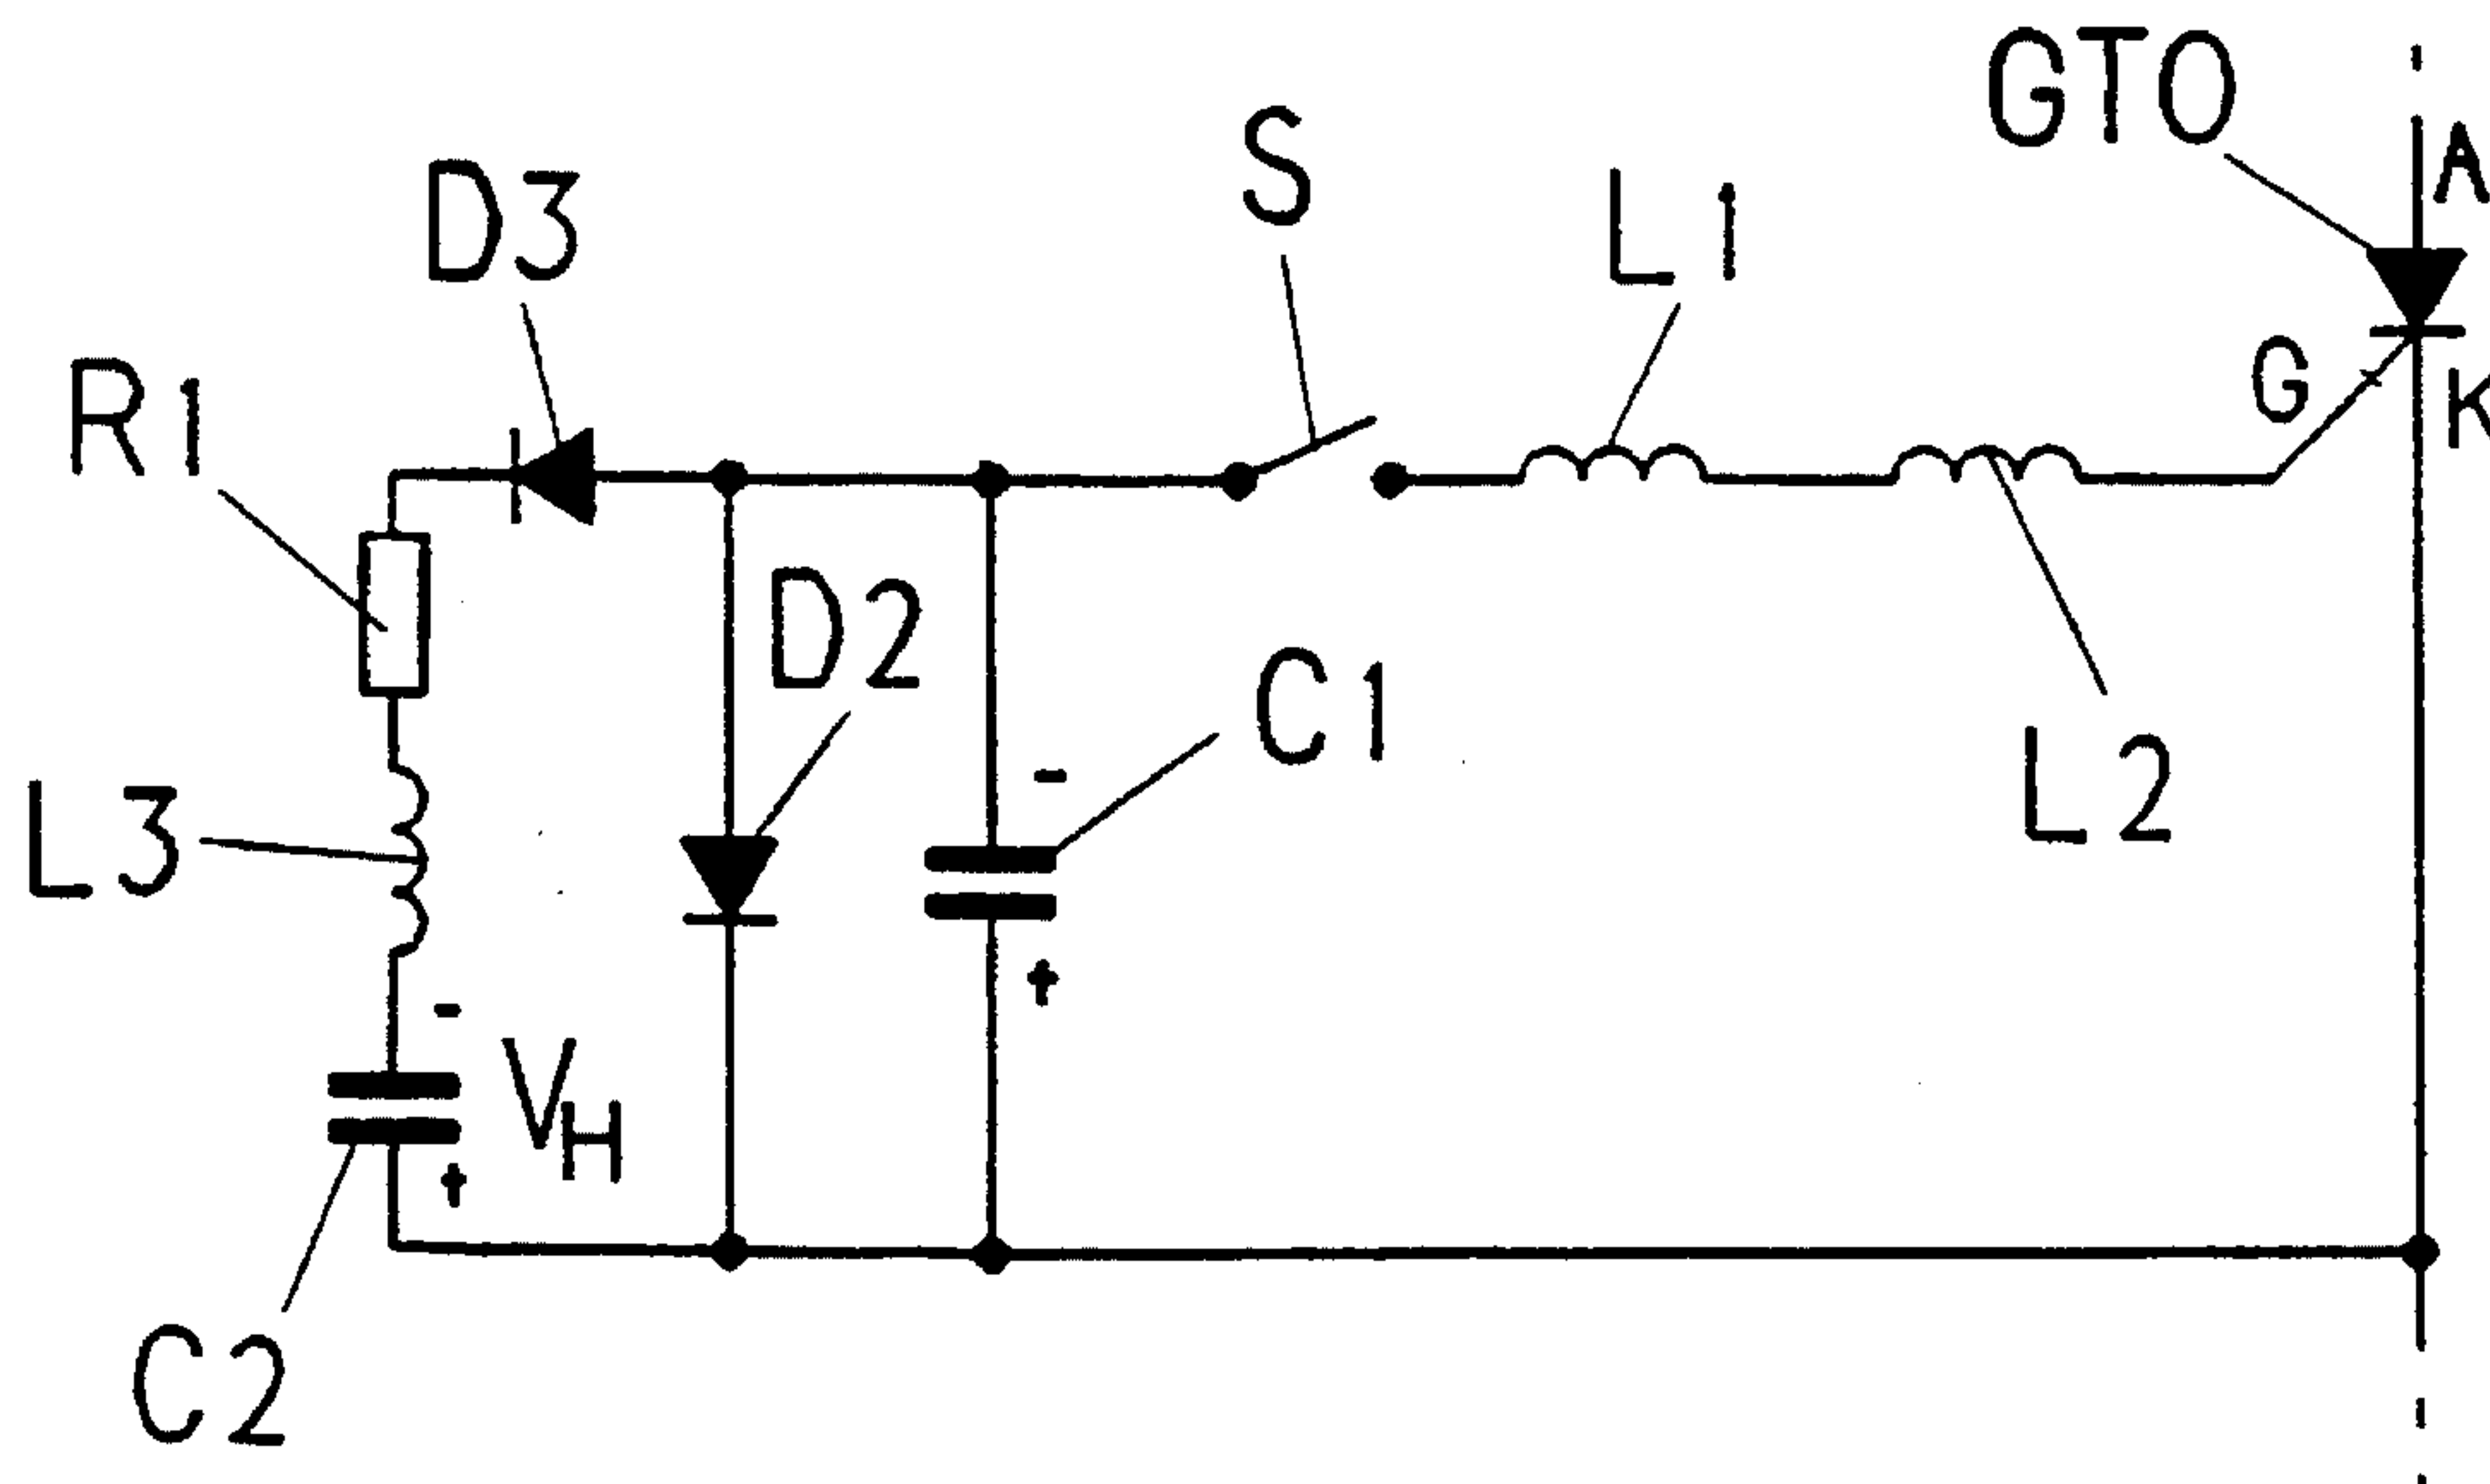 GTO
A
S
D3
L1
R1
G
K
D2
C1
-
L2
L3
+
-
VH
+
C2